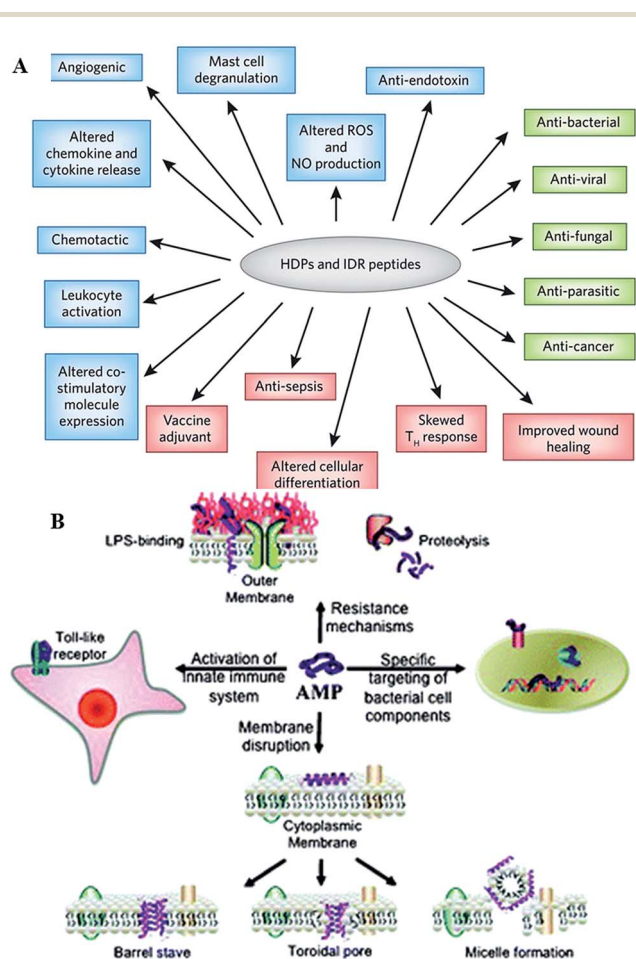 A
Angiogenic
Mast cell
degranulation
Anti-endotoxin
Altered
chemokine and
cytokine release
Altered ROS
and
NO production
Anti-bacterial
Anti-viral
Chemotactic
HDPs and IDR peptides
Anti-fungal
Leukocyte
activation
Anti-parasitic
Anti-cancer
Altered co-
stimulatory
molecule
expression
Anti-sepsis
Vaccine
adjuvant
Skewed
TH response
Improved wound
healing
Altered cellular
differentiation
B
LPS-binding
Outer
Membrane
Proteolysis
Resistance
mechanisms
Toll-like
receptor
Activation of
innate immune
system
AMP
Specific
targeting of
bacterial cell
components
Membrane
disruption
Cytoplasmic
Membrane
Barrel stave
Toroidal pore
Micelle formation